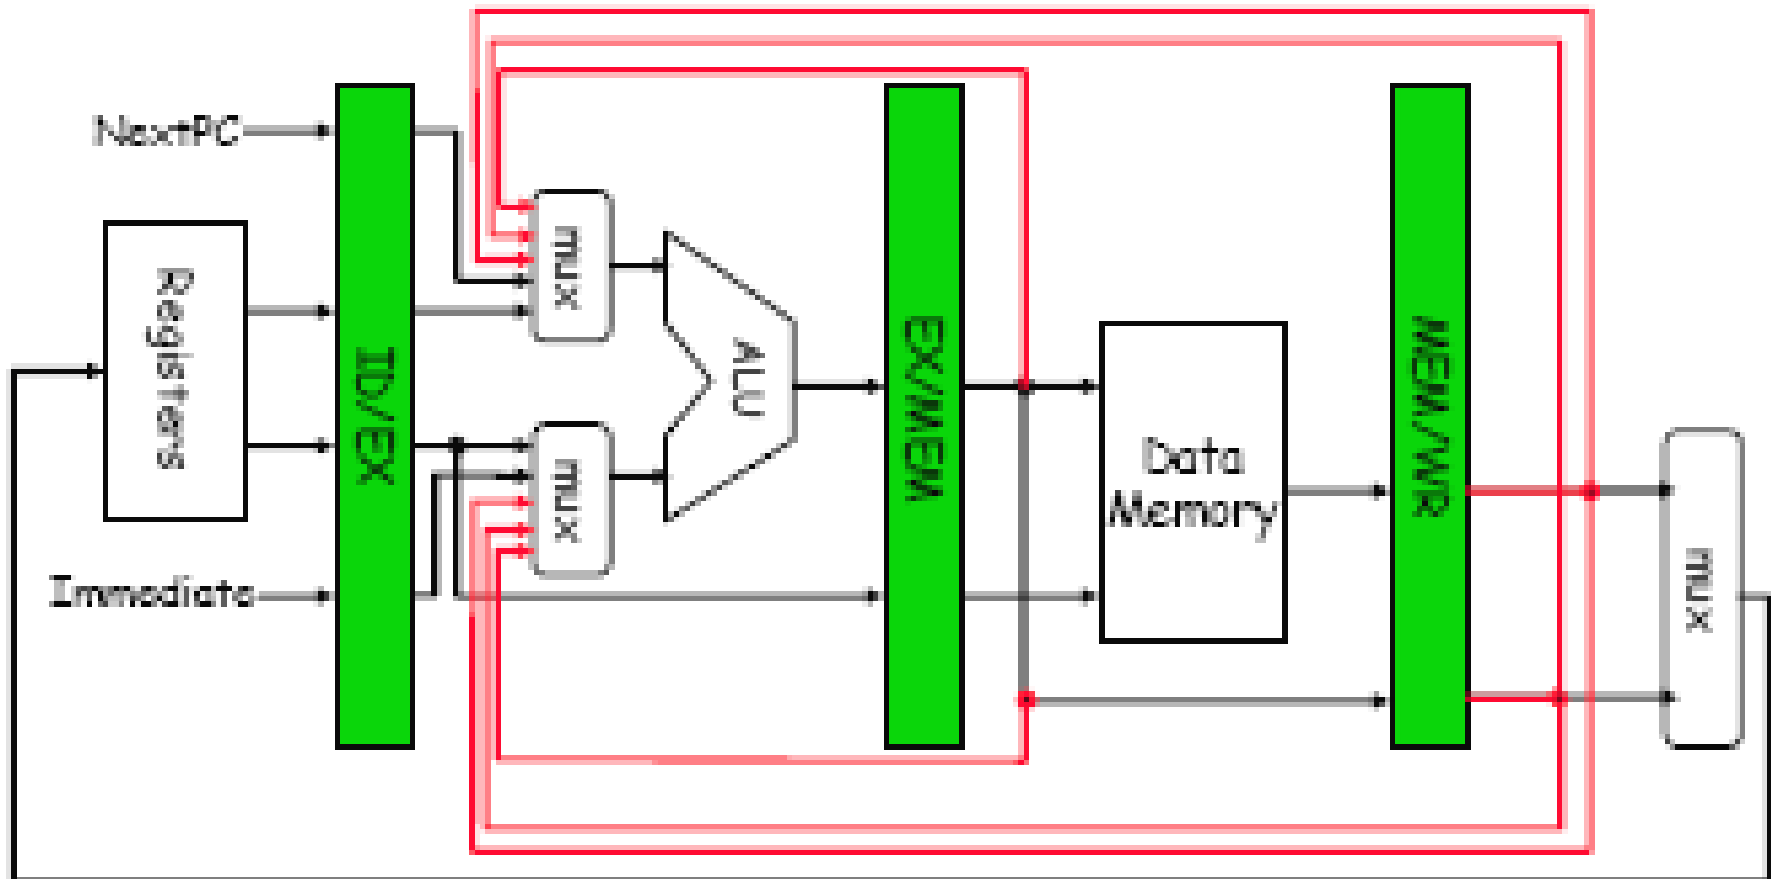 NextPC
Registers
Immediate
ID/EX
mux
mux
ALU
EX/MEM
Data
Memory
MEM/WR
mux